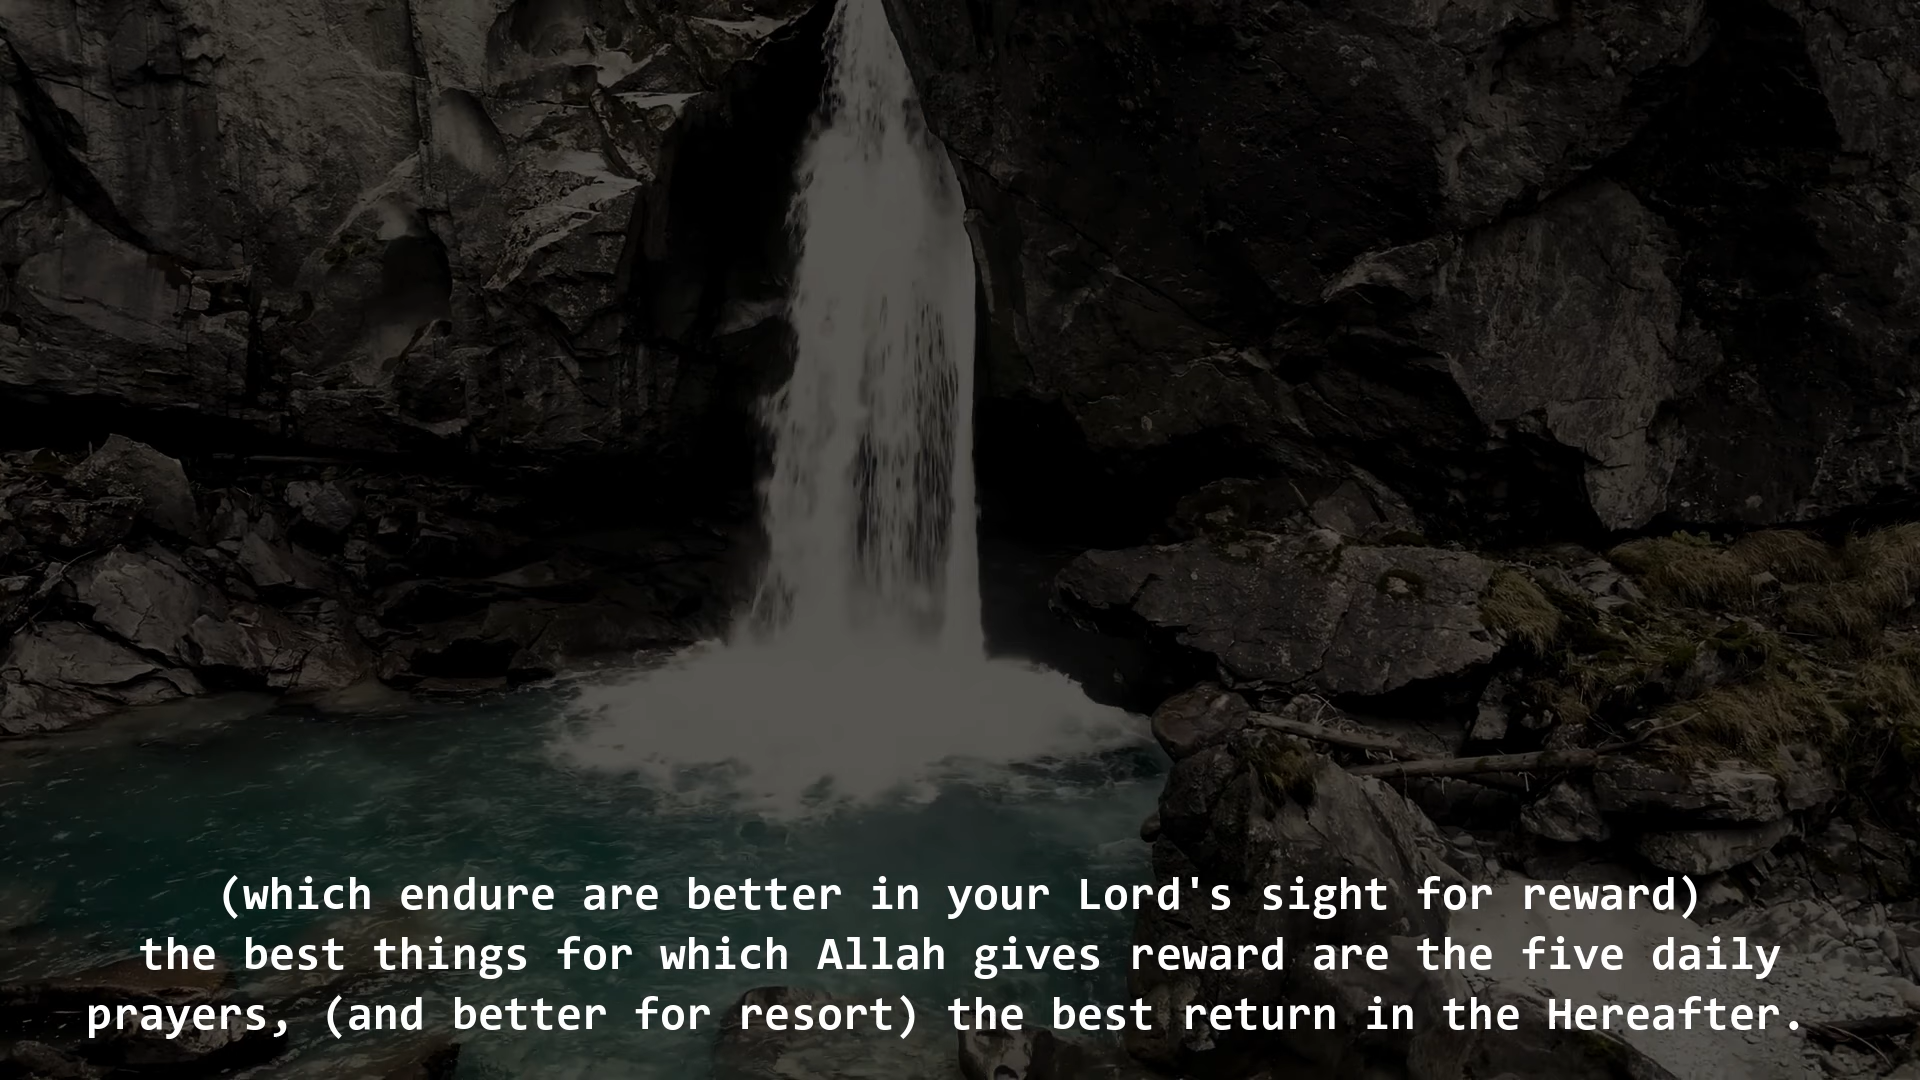 (which endure are better in your Lord's sight for reward)
the best things for which Allah gives reward are the five daily
prayers, (and better for resort) the best return in the Hereafter.